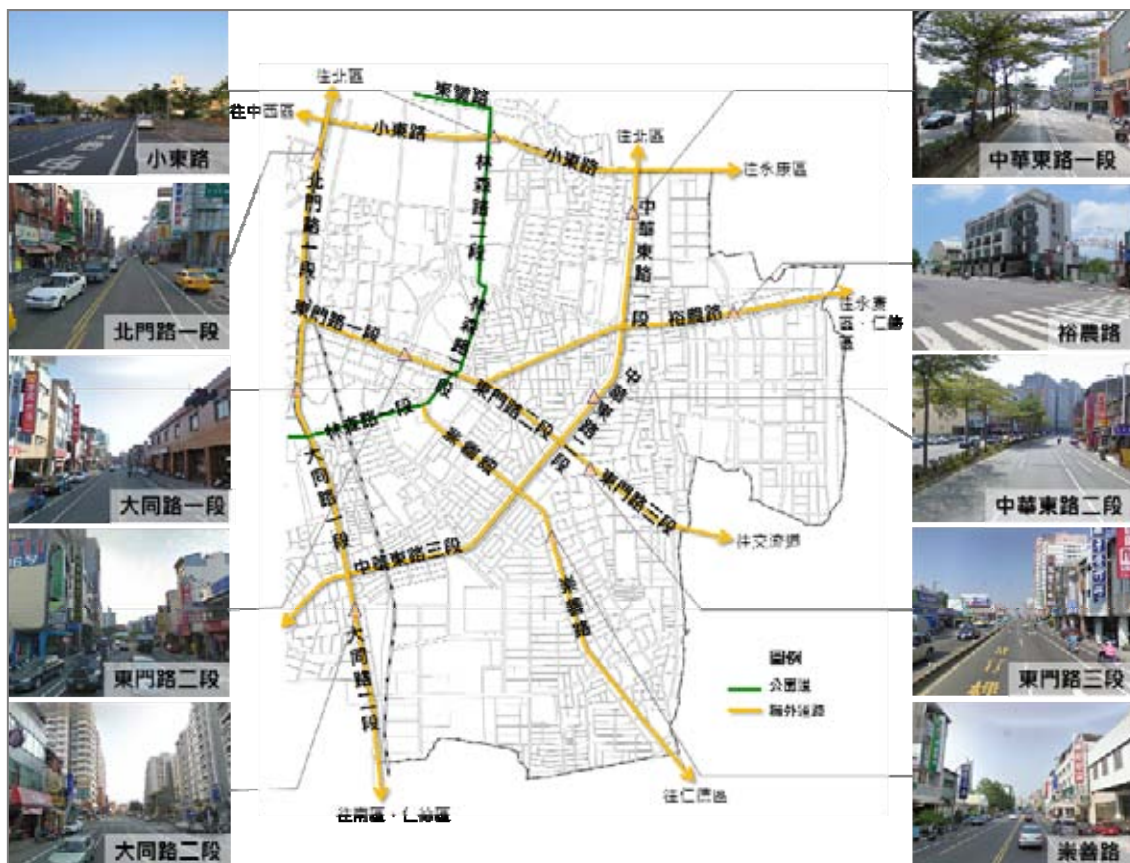 小東路
北門路一段
大同路一段
東門路二段
大同路二段
往北區
往中西區
東豐路
小東路
小東路
林森路二段
北門路一段
往北區
往永康區
中華東路一段
林森路一段
東門路一段
裕農路
往永康
區、仁德
區
東門路二段
中華東路二段
林森路一段
崇善路
大同路一段
東門路三段
往交流道
中華東路三段
崇善路
大同路二段
圖例
公園道
聯外道路
往仁德區
往南區、仁德區
中華東路一段
裕農路
中華東路二段
東門路三段
崇善路